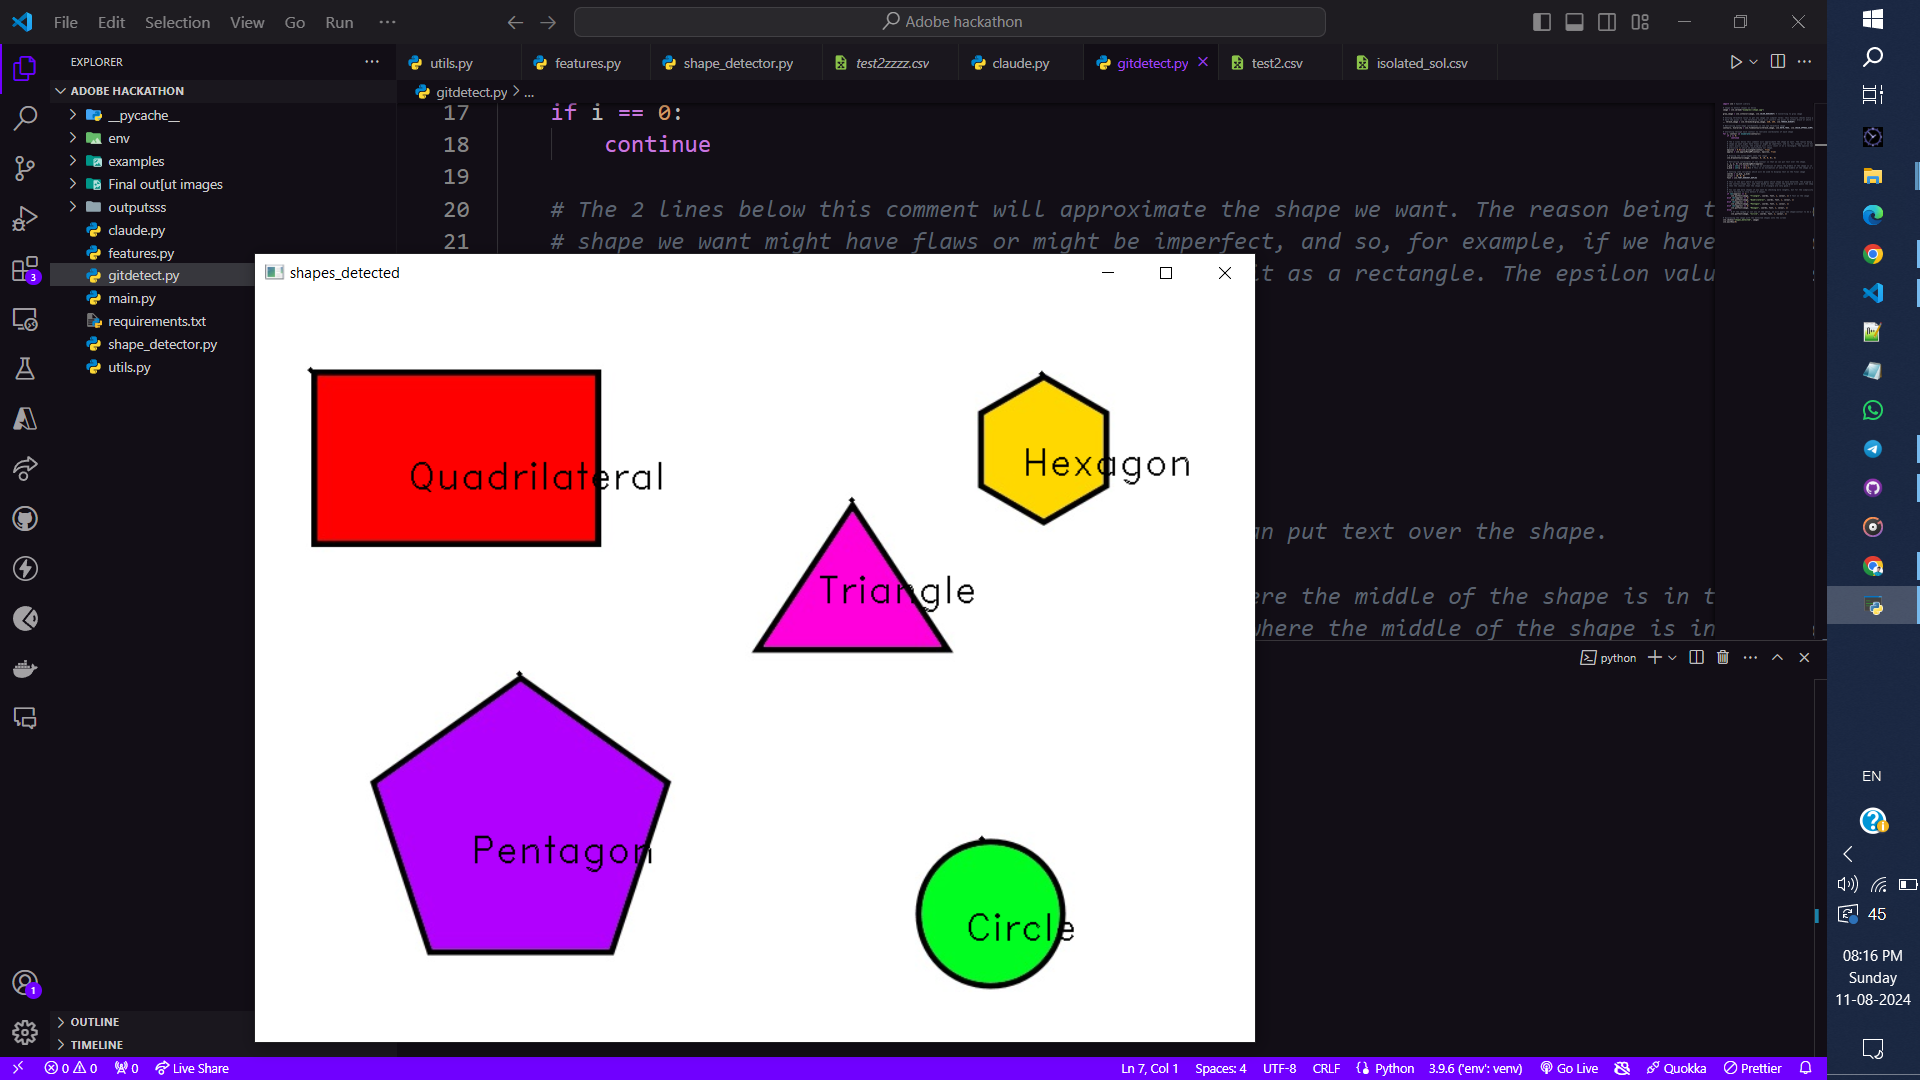 File Edit Selection View Go Run ...
Adobe hackathon
EXPLORER
ADOBE HACKATHON
__pycache__
env
examples
Final out[ut images
outputsss
claude.py
features.py
gitdetect.py
main.py
requirements.txt
shape_detector.py
utils.py
OUTLINE
TIMELINE
utils.py features.py shape_detector.py test2zzzz.csv claude.py gitdetect.py test2.csv isolated_sol.csv
gitdetect.py > ...
17 if i == 0:
18 continue
19
20 # The 2 lines below this comment will approximate the shape we want. The reason being t
21 # shape we want might have flaws or might be imperfect, and so, for example, if we have
it as a rectangle. The epsilon valu
an put text over the shape.
ere the middle of the shape is in t
where the middle of the shape is in
shapes_detected
Quadrilateral
Hexagon
Triangle
Pentagon
Circle
python
3
1
0 0 0 Live Share
Ln 7, Col 1 Spaces: 4 UTF-8 CRLF Python 3.9.6 ('env': venv) Go Live Quokka Prettier
EN
45
08:16 PM
Sunday
11-08-2024